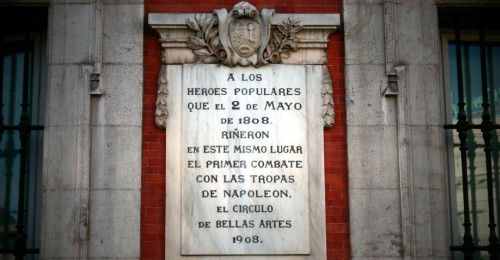 A LOS
HEROES POPULARES
QUE EL 2 DE MAYO
DE 1808.
RIÑERON
EN ESTE MISMO LUGAR
EL PRIMER COMBATE
CON LAS TROPAS
DE NAPOLEON,
EL CIRCULO
DE BELLAS ARTES
1908.